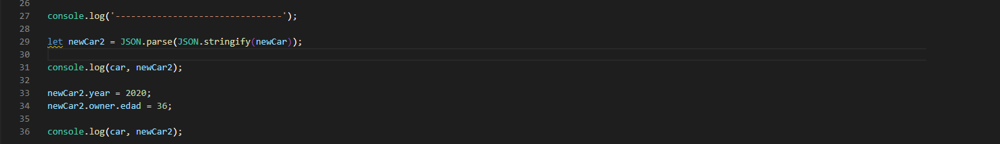 26
27 console.log('--------------------------------');
28
29 let newCar2 = JSON.parse(JSON.stringify(newCar));
30
31 console.log(car, newCar2);
32
33 newCar2.year = 2020;
34 newCar2.owner.edad = 36;
35
36 console.log(car, newCar2);